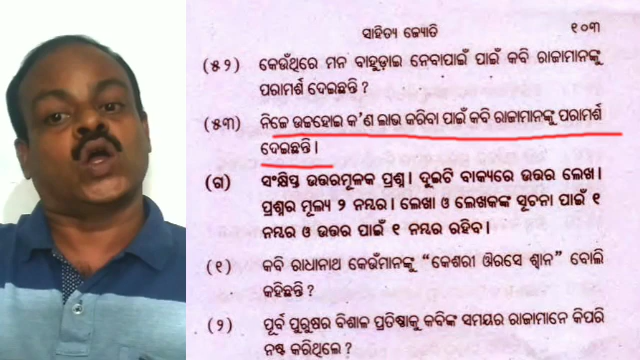 ସାହିତ୍ୟ ଜ୍ୟୋତି ୧୦୩
(୫୨) କେଉଁଥିରେ ମନ ବାହୁଡ଼ାଇ ନେବାପାଇଁ ପାଇଁ କବି ରାଜାମାନଙ୍କୁ
ପରାମର୍ଶ ଦେଇଛନ୍ତି ?
(୫୩) ନିଜେ ଉଚ୍ଚହୋଇ କ'ଣ ଲାଭ କରିବା ପାଇଁ କବି ରାଜାମାନଙ୍କୁ ପରାମର୍ଶ
ଦେଇଛନ୍ତି ।
(ଗ) ସଂକ୍ଷିପ୍ତ ଉତ୍ତରମୂଳକ ପ୍ରଶ୍ନ । ଦୁଇଟି ବାକ୍ୟରେ ଉତ୍ତର ଲେଖ ।
ପ୍ରଶ୍ନର ମୂଲ୍ୟ ୨ ନମ୍ବର । ଲେଖା ଓ ଲେଖକଙ୍କ ସୂଚନା ପାଇଁ ୧
ନମ୍ବର ଓ ଉତ୍ତର ପାଇଁ ୧ ନମ୍ବର ରହିବ ।
(୧) କବି ରାଧାନାଥ କେଉଁମାନଙ୍କୁ "କେଶରୀ ଔରସେ ଶ୍ୱାନ" ବୋଲି
କହିଛନ୍ତି ?
(୨) ପୂର୍ବ ପୁରୁଷର ବିଶାଳ ପ୍ରତିଷ୍ଠାକୁ କବିଙ୍କ ସମୟର ରାଜାମାନେ କିପରି
ନଷ୍ଟ କରିଥିଲେ ?